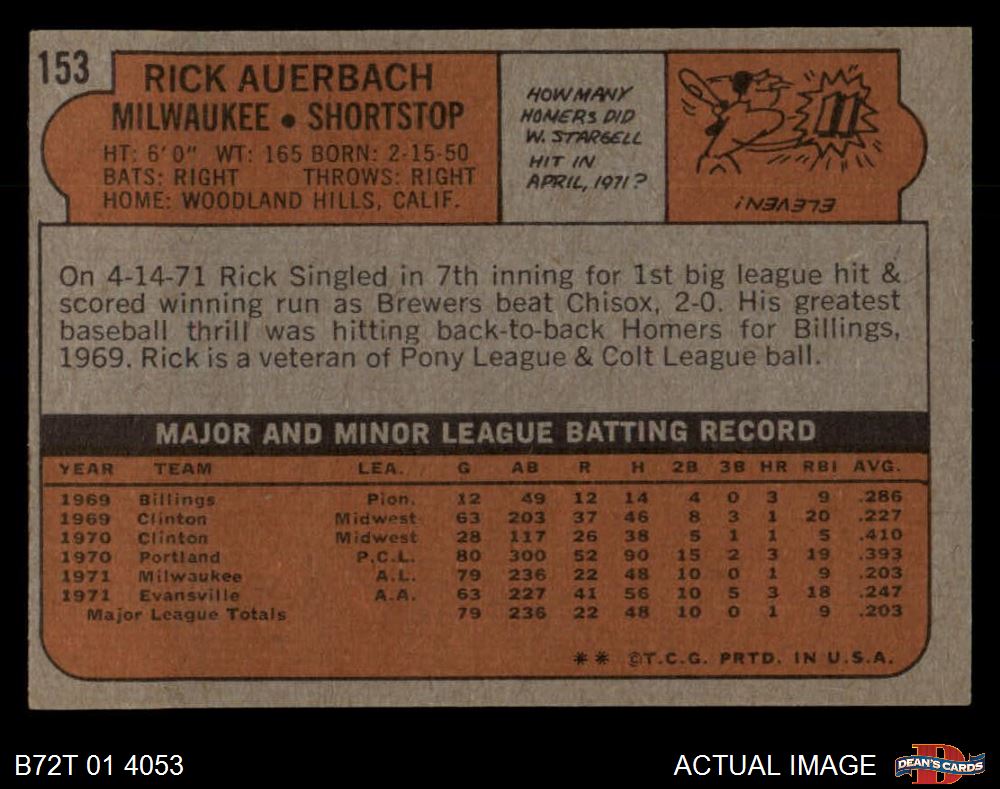 153
RICK AUERBACH
MILWAUKEE • SHORTSTOP
HT: 6'0" WT: 165 BORN: 2-15-50
BATS: RIGHT THROWS: RIGHT
HOME: WOODLAND HILLS, CALIF.
HOW MANY
HOMERS DID
W. STARGELL
HIT IN
APRIL, 1971?
11
ELEVEN!
On 4-14-71 Rick Singled in 7th inning for 1st big league hit &
scored winning run as Brewers beat Chisox, 2-0. His greatest
baseball thrill was hitting back-to-back Homers for Billings,
1969. Rick is a veteran of Pony League & Colt League ball.
MAJOR AND MINOR LEAGUE BATTING RECORD
YEAR TEAM LEA. G AB R H 2B 3B HR RBI AVG.
1969 Billings Pion. 12 49 12 14 4 0 3 9 .286
1969 Clinton Midwest 63 203 37 46 8 3 1 20 .227
1970 Clinton Midwest 28 117 26 38 5 1 1 5 .410
1970 Portland P.C.L. 80 300 52 90 15 2 3 19 .393
1971 Milwaukee A.L. 79 236 22 48 10 0 1 9 .203
1971 Evansville A.A. 63 227 41 56 10 5 3 18 .247
Major League Totals 79 236 22 48 10 0 1 9 .203
** ©T.C.G. PRTD. IN U.S.A.
B72T 01 4053
ACTUAL IMAGE
DEAN'S CARDS